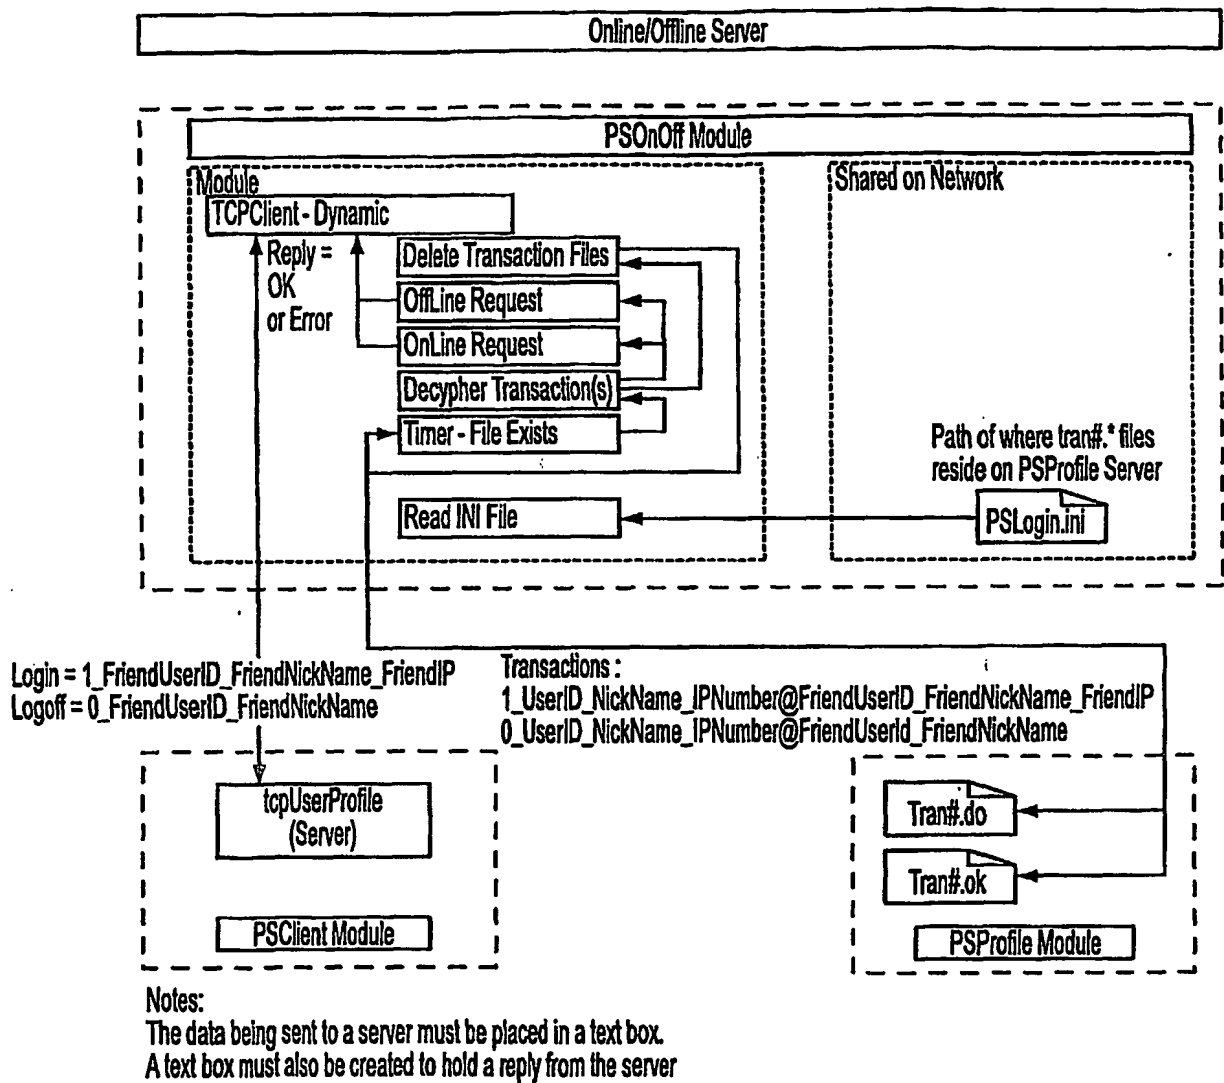 Online/Offline Server
PSOnOff Module
Module
TCPClient - Dynamic
Reply =
OK
or Error
Delete Transaction Files
OffLine Request
OnLine Request
Decypher Transaction(s)
Timer - File Exists
Read INI File
Shared on Network
Path of where tran#.* files
reside on PSProfile Server
PSLogin.ini
Login = 1_FriendUserID_FriendNickName_FriendIP
Logoff = 0_FriendUserID_FriendNickName
Transactions :
1_UserID_NickName_IPNumber@FriendUserID_FriendNickName_FriendIP
0_UserID_NickName_IPNumber@FriendUserId_FriendNickName
tcpUserProfile
(Server)
PSClient Module
Tran#.do
Tran#.ok
PSProfile Module
Notes:
The data being sent to a server must be placed in a text box.
A text box must also be created to hold a reply from the server